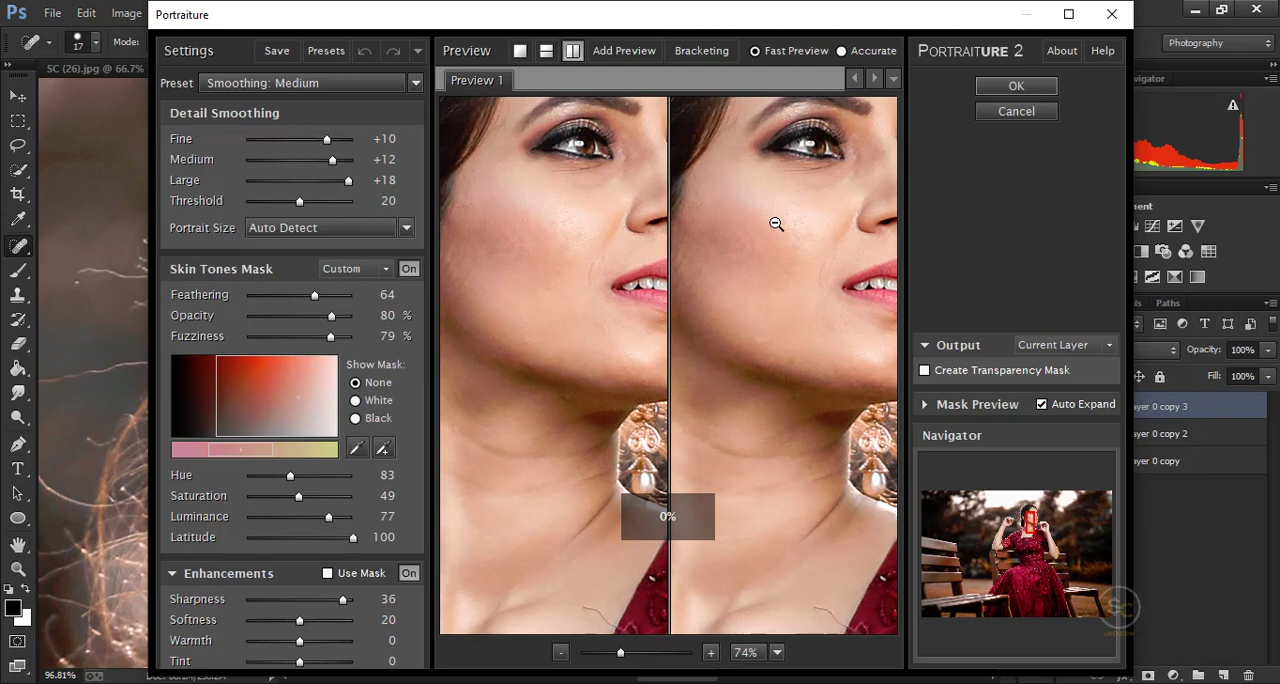 Ps File Edit Image
Portraiture
17 Mode:
Photography
SC (26).jpg @ 66.7%
Settings Save Presets
Preview Add Preview Bracketing Fast Preview Accurate
PORTRAITURE 2 About Help
Preset Smoothing: Medium
Preview 1
OK
Cancel
Detail Smoothing
Fine +10
Medium +12
Large +18
Threshold 20
Portrait Size Auto Detect
Skin Tones Mask Custom On
Feathering 64
Opacity 80 %
Fuzziness 79 %
Show Mask:
None
White
Black
Hue 83
Saturation 49
Luminance 77
Latitude 100
Enhancements Use Mask On
Sharpness 36
Softness 20
Warmth 0
Tint 0
0%
- + 74%
Output Current Layer
Create Transparency Mask
Mask Preview Auto Expand
Navigator
SC
vigator
ment
ls Paths
Opacity: 100%
Fill: 100%
ayer 0 copy 3
ayer 0 copy 2
ayer 0 copy
96.81%
fx